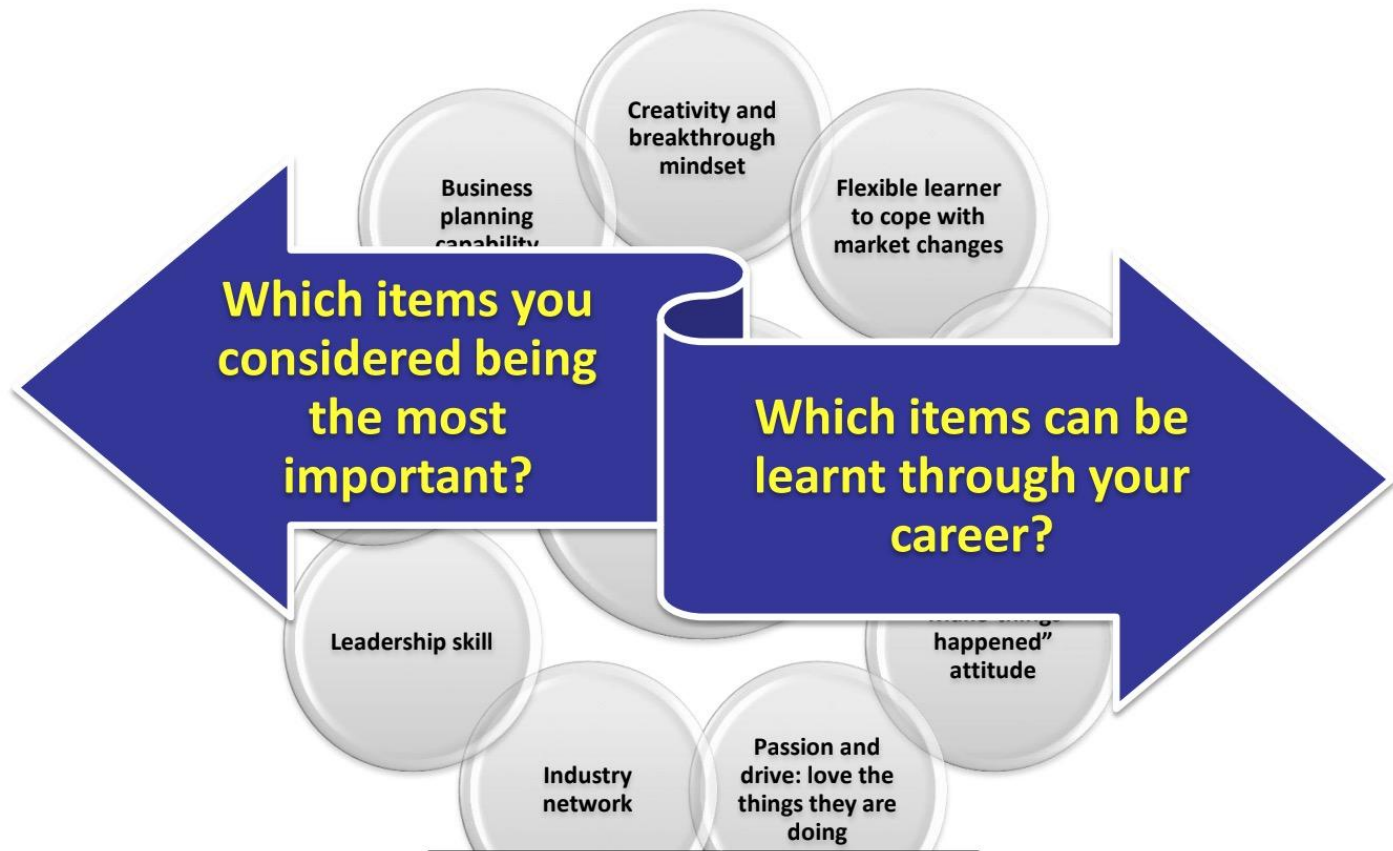 Creativity and
breakthrough
mindset
Business
planning
capability
Flexible learner
to cope with
market changes
Which items you
considered being
the most
important?
Which items can be
learnt through your
career?
Leadership skill
things
happened”
attitude
Industry
network
Passion and
drive: love the
things they are
doing